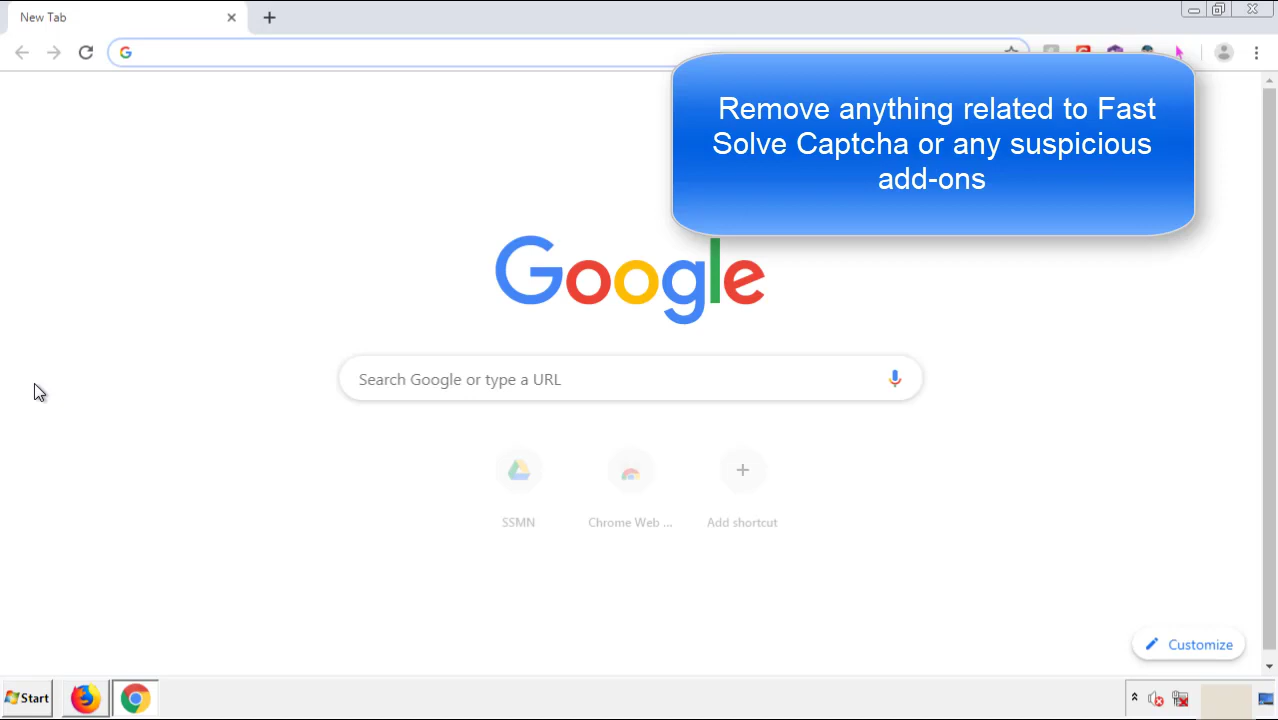 New Tab
Remove anything related to Fast
Solve Captcha or any suspicious
add-ons
Google
Search Google or type a URL
SSMN
Chrome Web ...
Add shortcut
Customize
Start